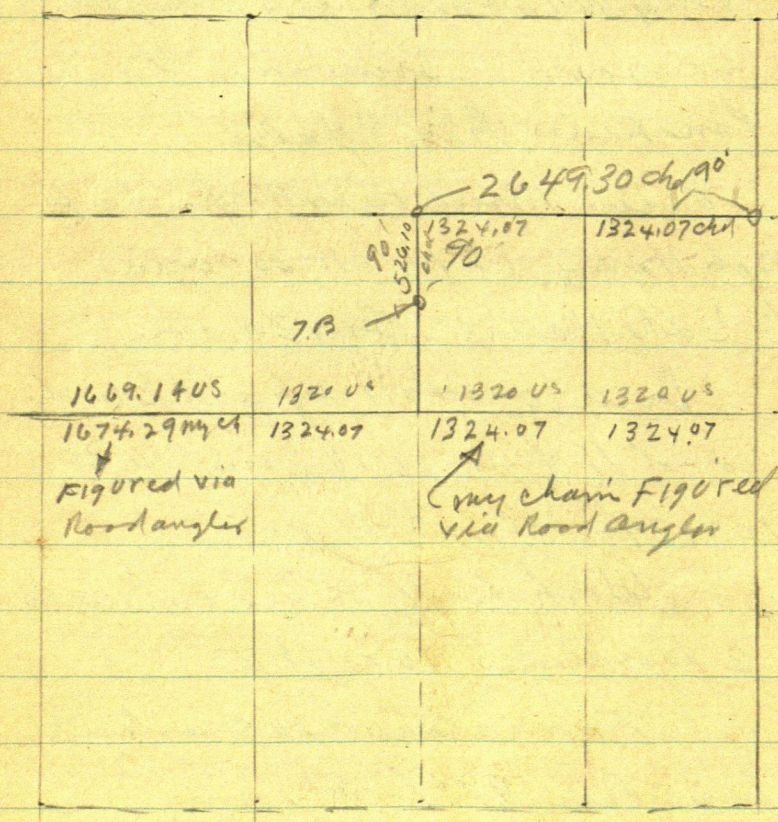 2649.30 chd 90°
1324.07
1324.07 chd
90
526.10
chd
90
7.B
1669.14 US
1320 US
1320 US
1320 US
1674.29 my ch
1324.07
1324.07
1324.07
Figured via
Road angles
my chain Figured
via Road angles